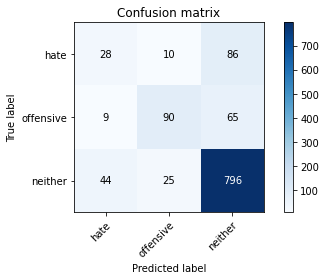 Confusion matrix
True label
hate
offensive
neither
28 10 86
9 90 65
44 25 796
hate offensive neither
Predicted label
700
600
500
400
300
200
100